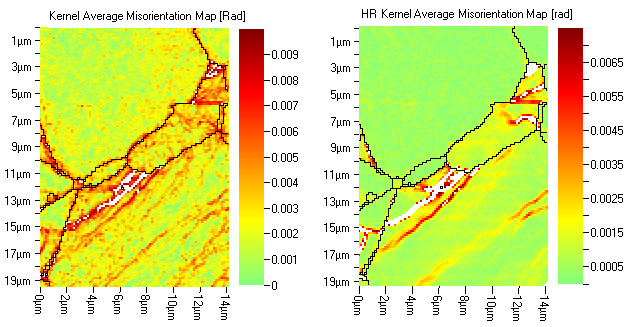 Kernel Average Misorientation Map [Rad]
1µm
3µm
5µm
7µm
9µm
11µm
13µm
15µm
17µm
19µm
0µm
2µm
4µm
6µm
8µm
10µm
12µm
14µm
0.009
0.008
0.007
0.006
0.005
0.004
0.003
0.002
0.001
0
HR Kernel Average Misorientation Map [rad]
1µm
3µm
5µm
7µm
9µm
11µm
13µm
15µm
17µm
19µm
0µm
2µm
4µm
6µm
8µm
10µm
12µm
14µm
0.0065
0.0055
0.0045
0.0035
0.0025
0.0015
0.0005